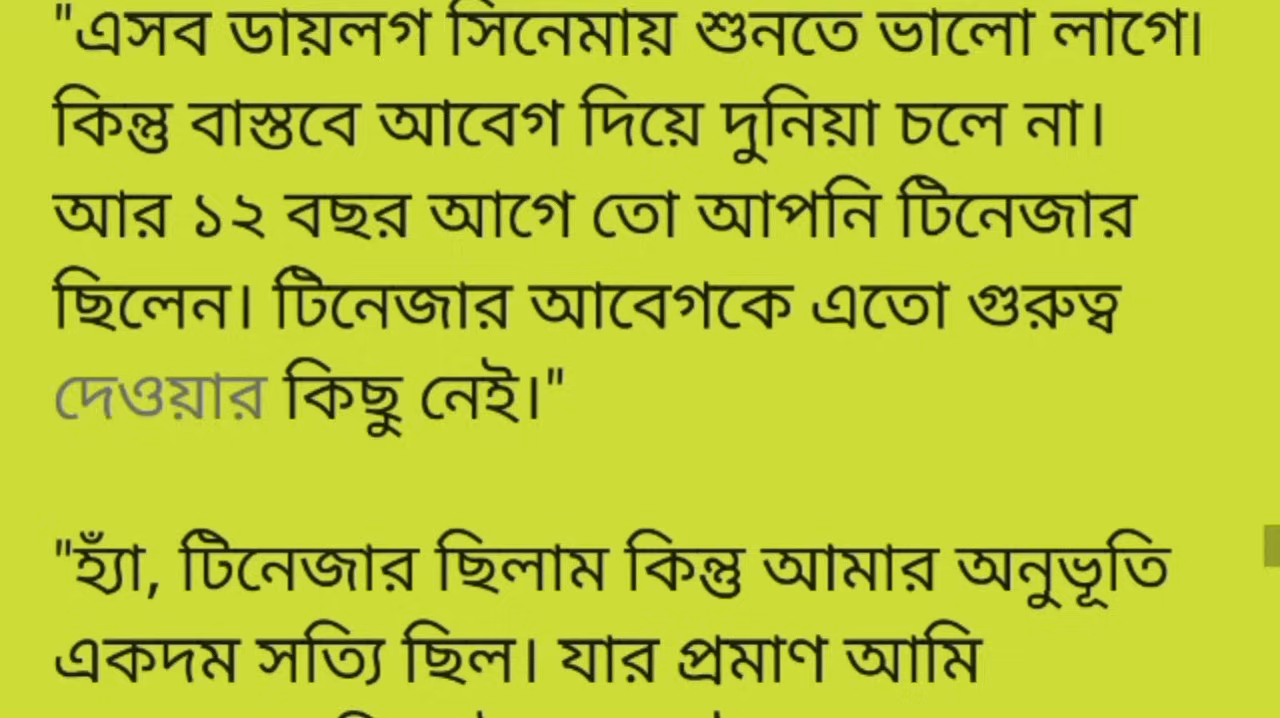 "এসব ডায়লগ সিনেমায় শুনতে ভালো লাগে।
কিন্তু বাস্তবে আবেগ দিয়ে দুনিয়া চলে না।
আর ১২ বছর আগে তো আপনি টিনেজার
ছিলেন। টিনেজার আবেগকে এতো গুরুত্ব
দেওয়ার কিছু নেই।"
"হ্যাঁ, টিনেজার ছিলাম কিন্তু আমার অনুভূতি
একদম সত্যি ছিল। যার প্রমাণ আমি